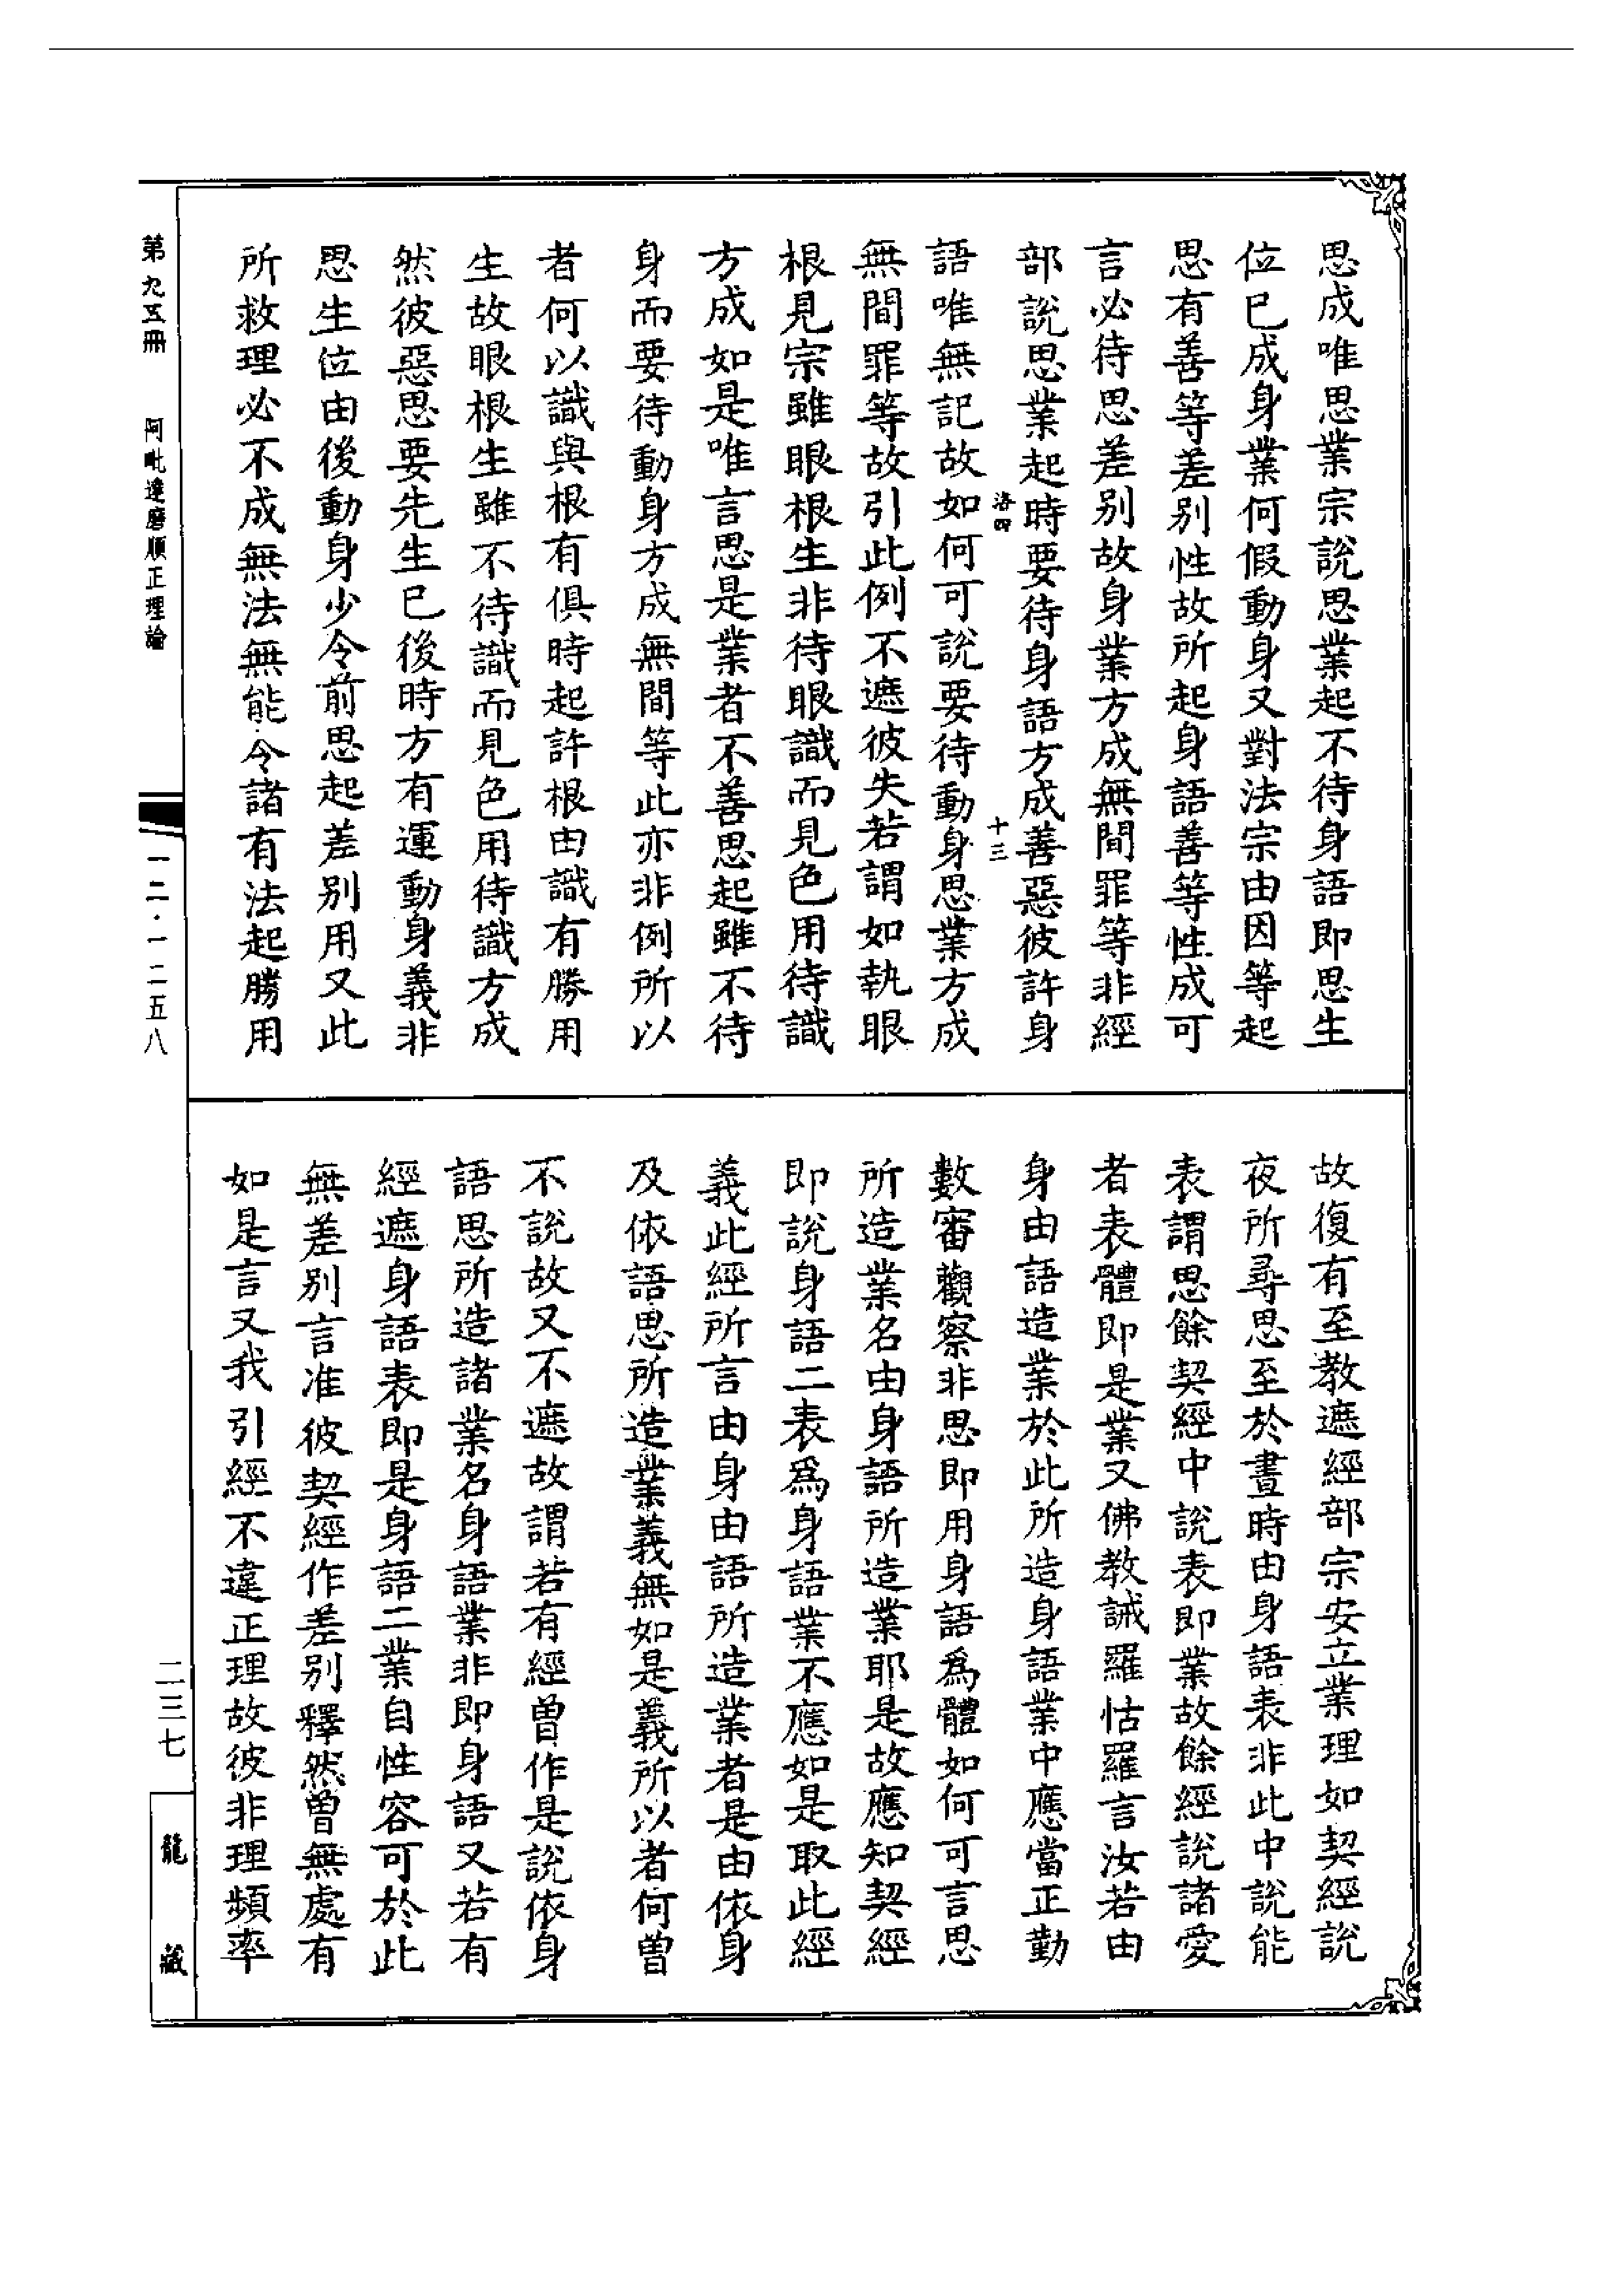 思成唯思業宗說思業起不待身語即思生
位已成身業何假動身又對法宗由因等起
思有善等差別性故所起身語善等性成可
言必待思差別故身業方成無間罪等非經
部說思業起時要待身語方成善惡彼許身
洛四
十三
語唯無記故如何可說要待動身思業方成
無間罪等故引此例不遮彼失若謂如執眼
根見宗雖眼根生非待眼識而見色用待識
方成如是唯言思是業者不善思起雖不待
身而要待動身方成無間等此亦非例所以
者何以識與根有俱時起許根由識有勝用
生故眼根生雖不待識而見色用待識方成
然彼惡思要先生已後時方有運動身義非
思生位由後動身少令前思起差別用又此
所救理必不成無法無能令諸有法起勝用
故復有至教遮經部宗安立業理如契經說
夜所尋思至於晝時由身語表非此中說能
表謂思餘契經中說表即業故餘經說諸愛
者表體即是業又佛教誡羅怙羅言汝若由
身由語造業於此所造身語業中應當正勤
數審觀察非思即用身語為體如何可言思
所造業名由身語所造業耶是故應知契經
即說身語二表為身語業不應如是取此經
義此經所言由身由語所造業者是由依身
及依語思所造業義無如是義所以者何曾
不說故又不遮故謂若有經曾作是說依身
語思所造諸業名身語業非即身語又若有
經遮身語表即是身語二業自性容可於此
無差別言准彼契經作差別釋然曾無處有
如是言又我引經不違正理故彼非理頻率
第九五冊
阿毗達磨順正理論
一二·一二五八
二三七
龍藏